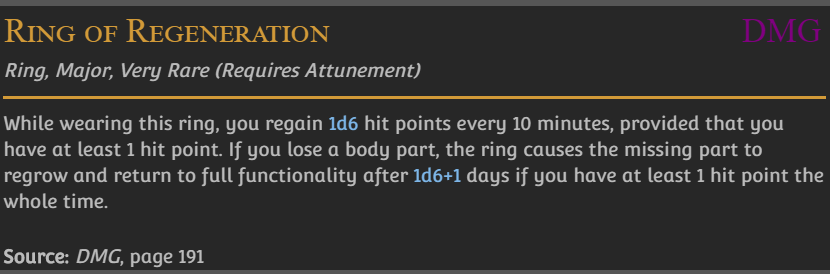 Ring of Regeneration DMG
Ring, Major, Very Rare (Requires Attunement)
While wearing this ring, you regain 1d6 hit points every 10 minutes, provided that you
have at least 1 hit point. If you lose a body part, the ring causes the missing part to
regrow and return to full functionality after 1d6+1 days if you have at least 1 hit point the
whole time.
Source: DMG, page 191